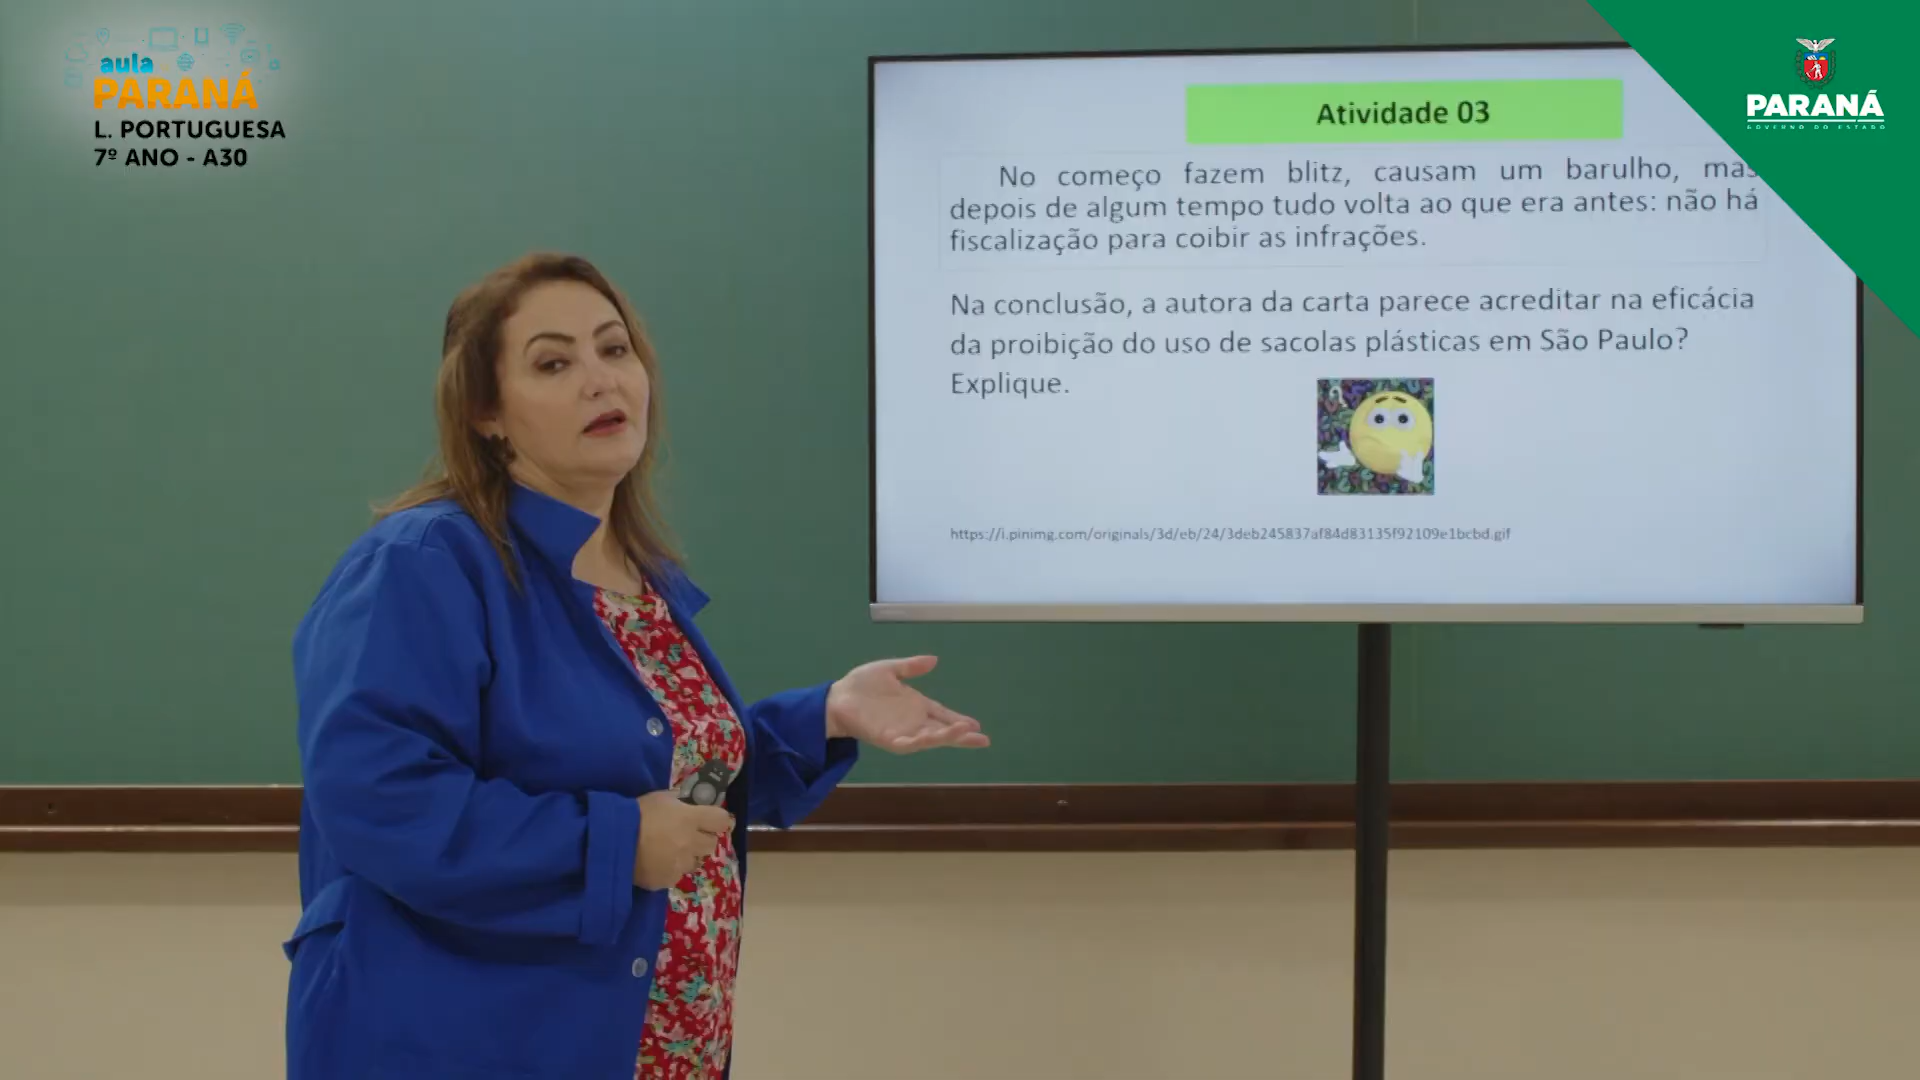 aula
PARANÁ
L. PORTUGUESA
7º ANO - A30
Atividade 03
No começo fazem blitz, causam um barulho, mas
depois de algum tempo tudo volta ao que era antes: não há
fiscalização para coibir as infrações.
Na conclusão, a autora da carta parece acreditar na eficácia
da proibição do uso de sacolas plásticas em São Paulo?
Explique.
https://i.pinimg.com/originals/3d/eb/24/3deb245837af84d83135f92109e1bcbd.gif
PARANÁ
GOVERNO DO ESTADO